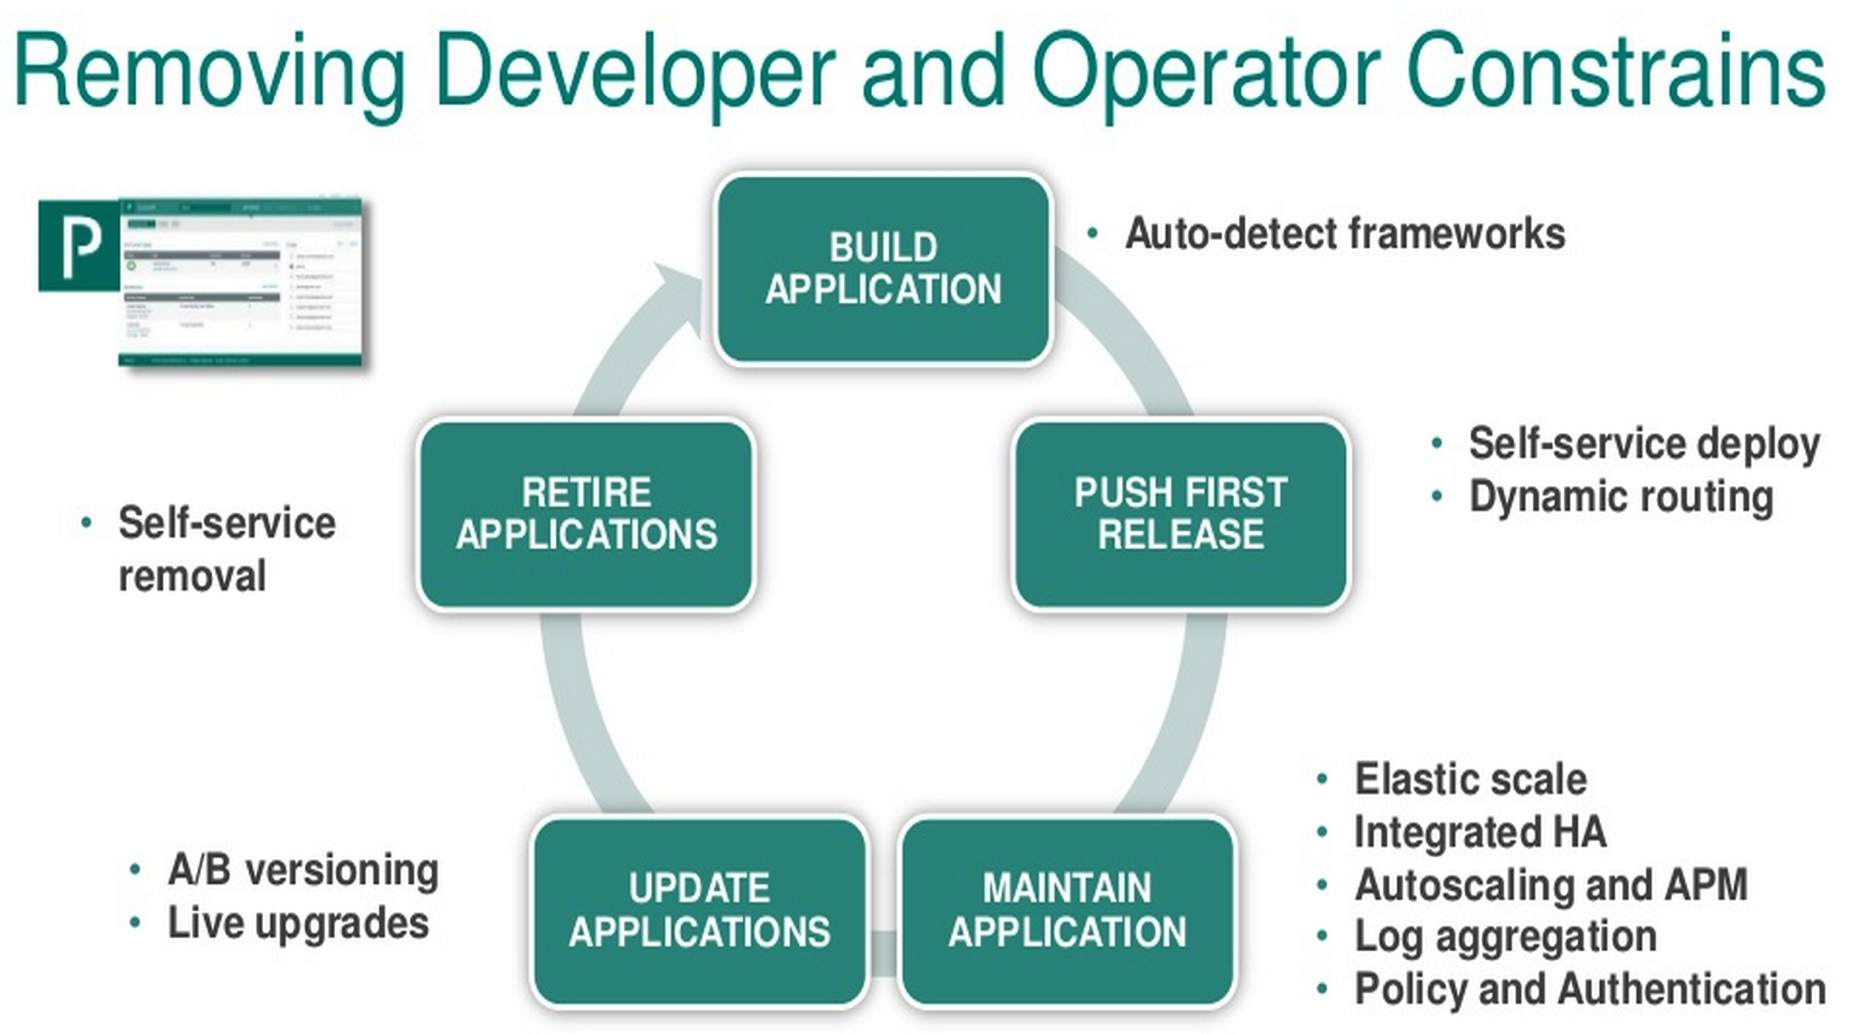 Removing Developer and Operator Constrains
P
BUILD
APPLICATION
• Auto-detect frameworks
PUSH FIRST
RELEASE
• Self-service deploy
• Dynamic routing
MAINTAIN
APPLICATION
• Elastic scale
• Integrated HA
• Autoscaling and APM
• Log aggregation
• Policy and Authentication
UPDATE
APPLICATIONS
• A/B versioning
• Live upgrades
RETIRE
APPLICATIONS
• Self-service
removal